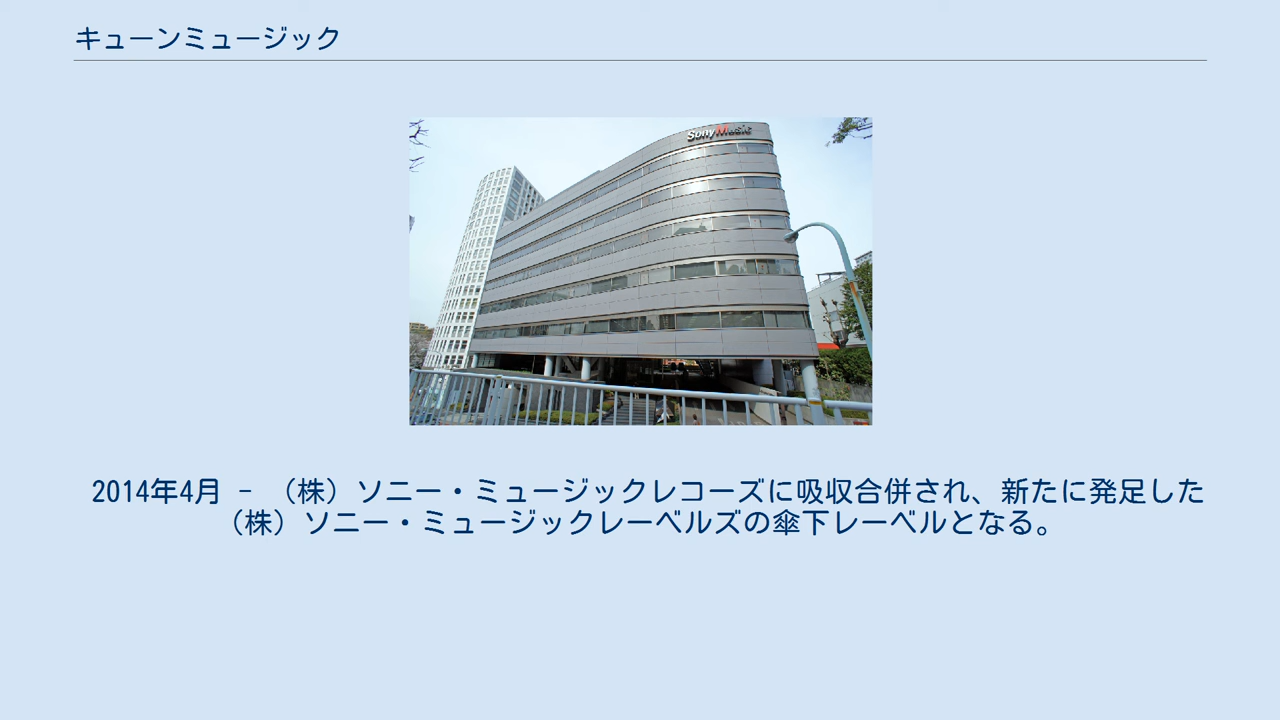 キューンミュージック
Sony Music
2014年4月 - （株）ソニー・ミュージックレコーズに吸収合併され、新たに発足した
（株）ソニー・ミュージックレーベルズの傘下レーベルとなる。